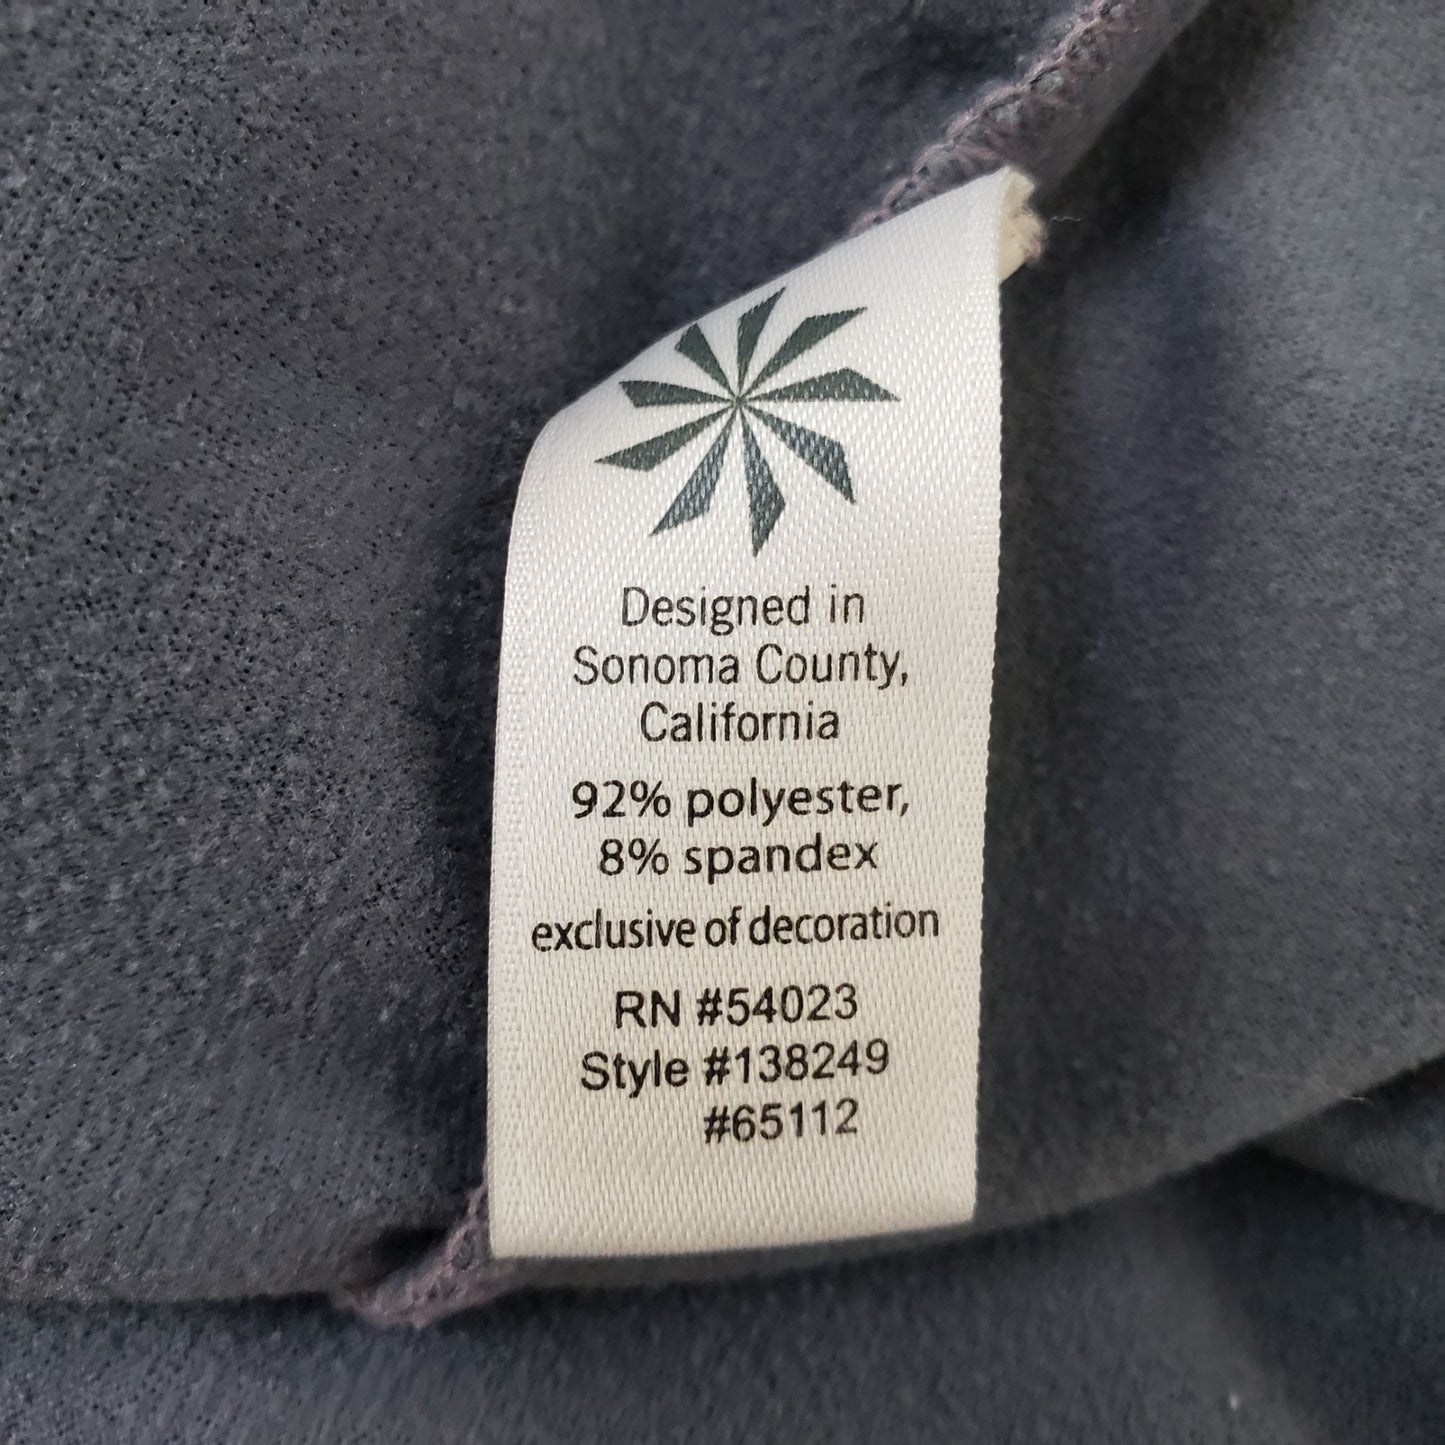 Designed in
Sonoma County,
California
92% polyester,
8% spandex
exclusive of decoration
RN #54023
Style #138249
#65112